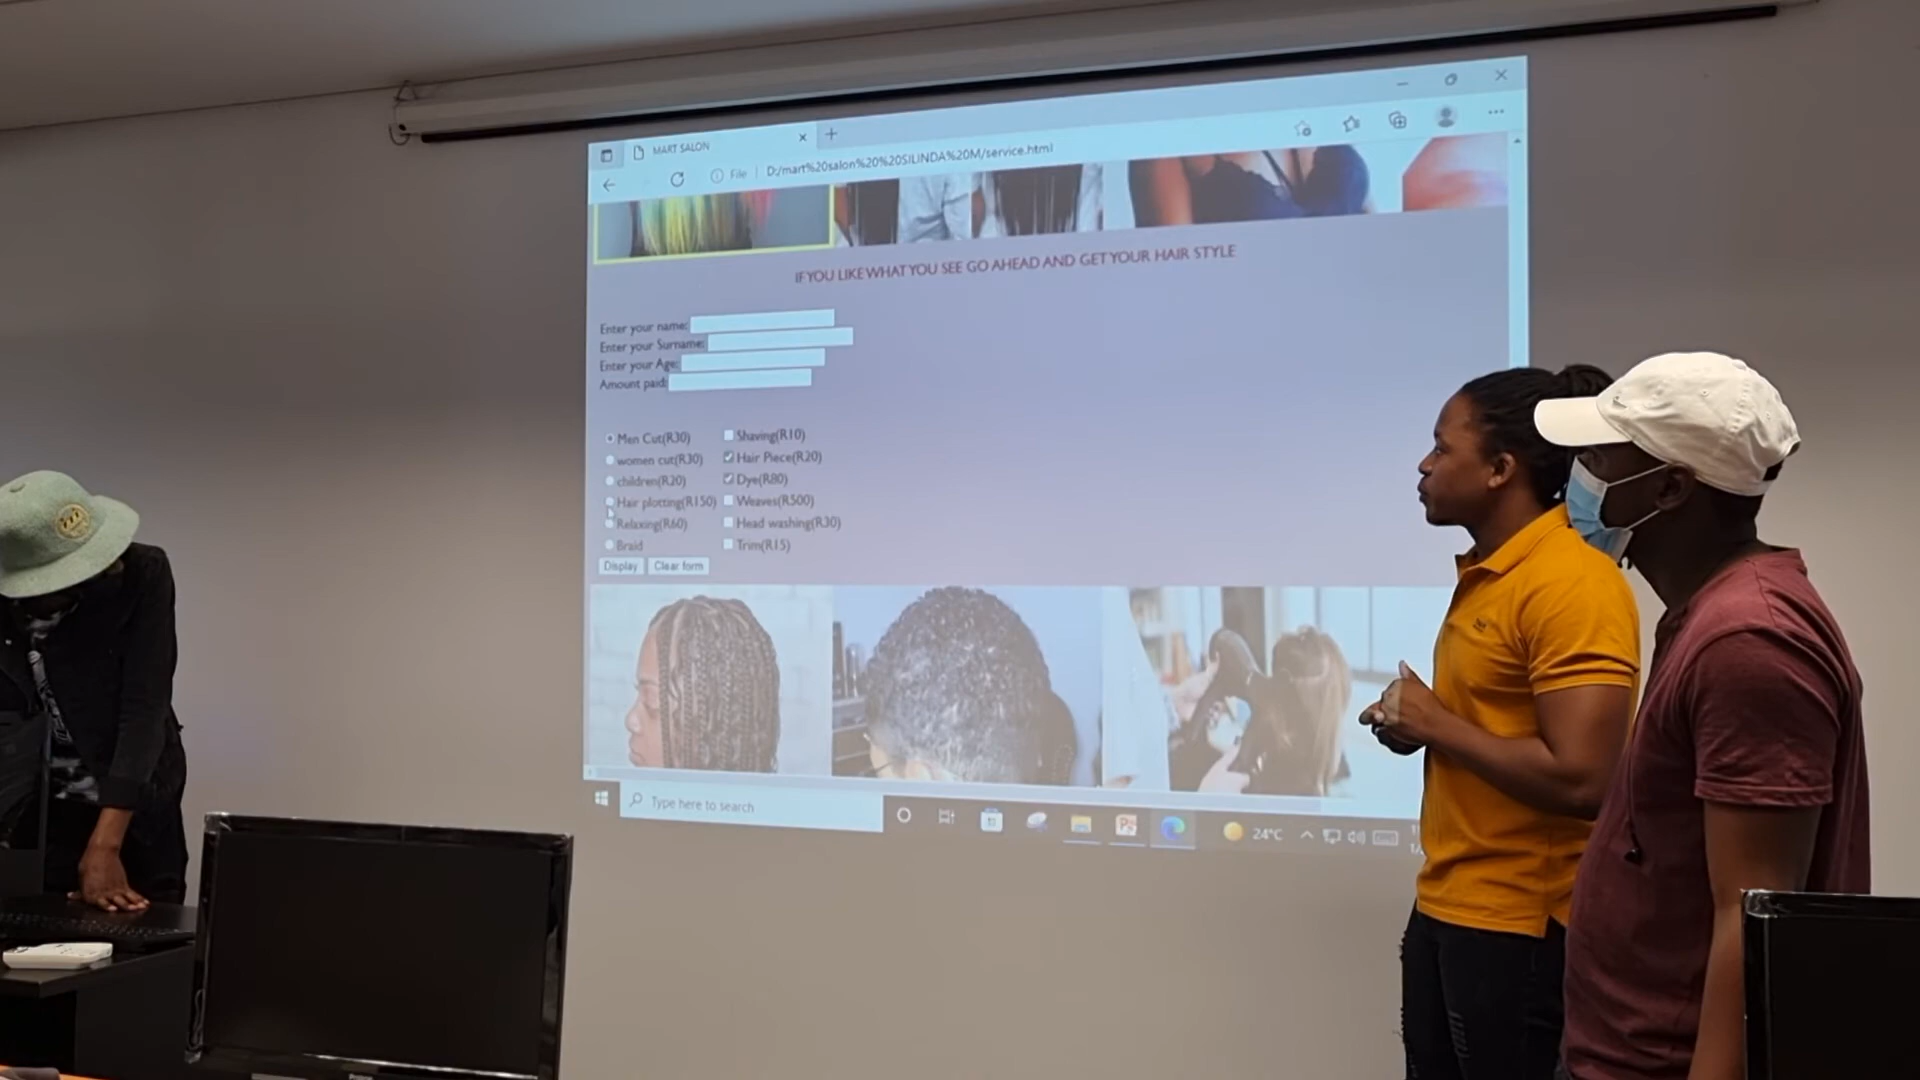 MART SALON
File
D:/mart%20salon%20%20SILINDA%20M/service.html
IF YOU LIKE WHAT YOU SEE GO AHEAD AND GET YOUR HAIR STYLE
Enter your name:
Enter your Surname:
Enter your Age:
Amount paid:
Men Cut(R30)
Shaving(R10)
women cut(R30)
Hair Piece(R20)
children(R20)
Dye(R80)
Hair plotting(R150)
Weaves(R500)
Relaxing(R60)
Head washing(R30)
Braid
Trim(R15)
Display
Clear form
Type here to search
24°C